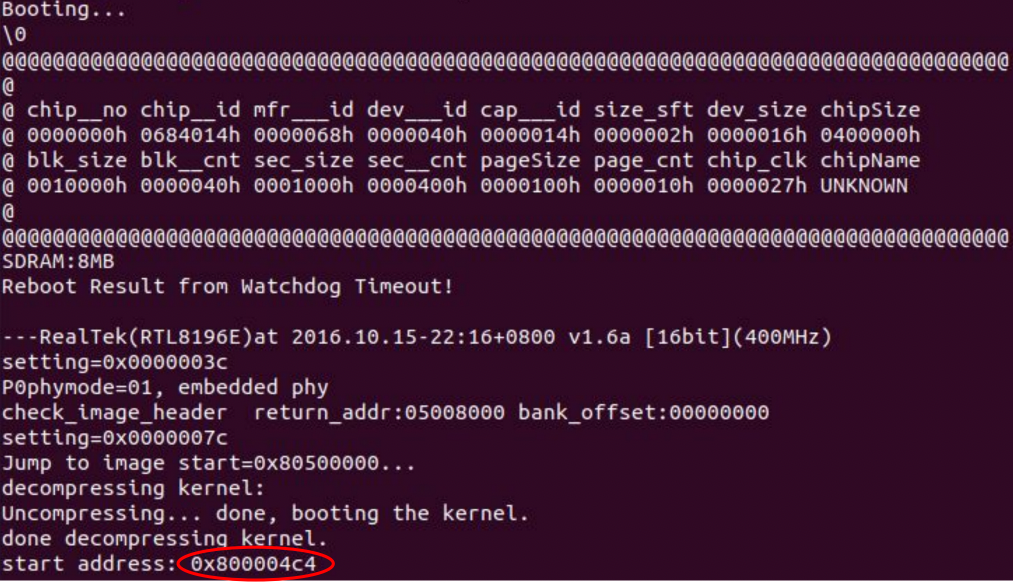 Booting...
\0
@@@@@@@@@@@@@@@@@@@@@@@@@@@@@@@@@@@@@@@@@@@@@@@@@@@@@@@@@@@@@@@@@@@@@@@@@@@@@@@@
@
@ chip__no chip__id mfr___id dev___id cap___id size_sft dev_size chipSize
@ 0000000h 0684014h 0000068h 0000040h 0000014h 0000002h 0000016h 0400000h
@ blk_size blk__cnt sec_size sec__cnt pageSize page_cnt chip_clk chipName
@ 0010000h 0000040h 0001000h 0000400h 0000100h 0000010h 0000027h UNKNOWN
@
@@@@@@@@@@@@@@@@@@@@@@@@@@@@@@@@@@@@@@@@@@@@@@@@@@@@@@@@@@@@@@@@@@@@@@@@@@@@@@@@
SDRAM:8MB
Reboot Result from Watchdog Timeout!
---RealTek(RTL8196E)at 2016.10.15-22:16+0800 v1.6a [16bit](400MHz)
setting=0x0000003c
P0phymode=01, embedded phy
check_image_header  return_addr:05008000 bank_offset:00000000
setting=0x0000007c
Jump to image start=0x80500000...
decompressing kernel:
Uncompressing... done, booting the kernel.
done decompressing kernel.
start address: 0x800004c4